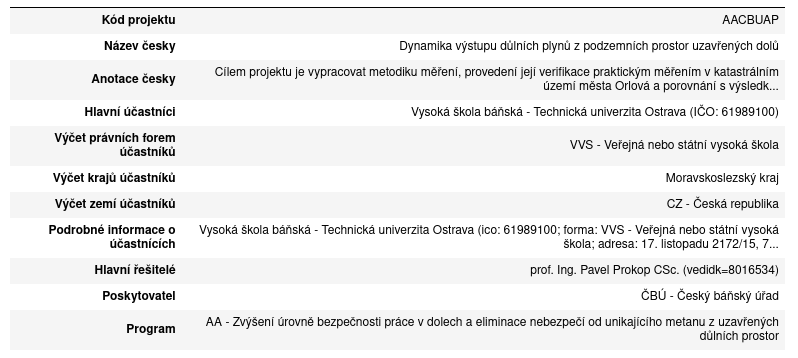 Kód projektu AACBUAP
Název česky Dynamika výstupu důlních plynů z podzemních prostor uzavřených dolů
Anotace česky Cílem projektu je vypracovat metodiku měření, provedení její verifikace praktickým měřením v katastrálním
území města Orlová a porovnání s výsledk...
Hlavní účastníci Vysoká škola báňská - Technická univerzita Ostrava (IČO: 61989100)
Výčet právních forem
účastníků VVS - Veřejná nebo státní vysoká škola
Výčet krajů účastníků Moravskoslezský kraj
Výčet zemí účastníků CZ - Česká republika
Podrobné informace o
účastnících Vysoká škola báňská - Technická univerzita Ostrava (ico: 61989100; forma: VVS - Veřejná nebo státní vysoká
škola; adresa: 17. listopadu 2172/15, 7...
Hlavní řešitelé prof. Ing. Pavel Prokop CSc. (vedidk=8016534)
Poskytovatel ČBÚ - Český báňský úřad
Program AA - Zvýšení úrovně bezpečnosti práce v dolech a eliminace nebezpečí od unikajícího metanu z uzavřených
důlních prostor